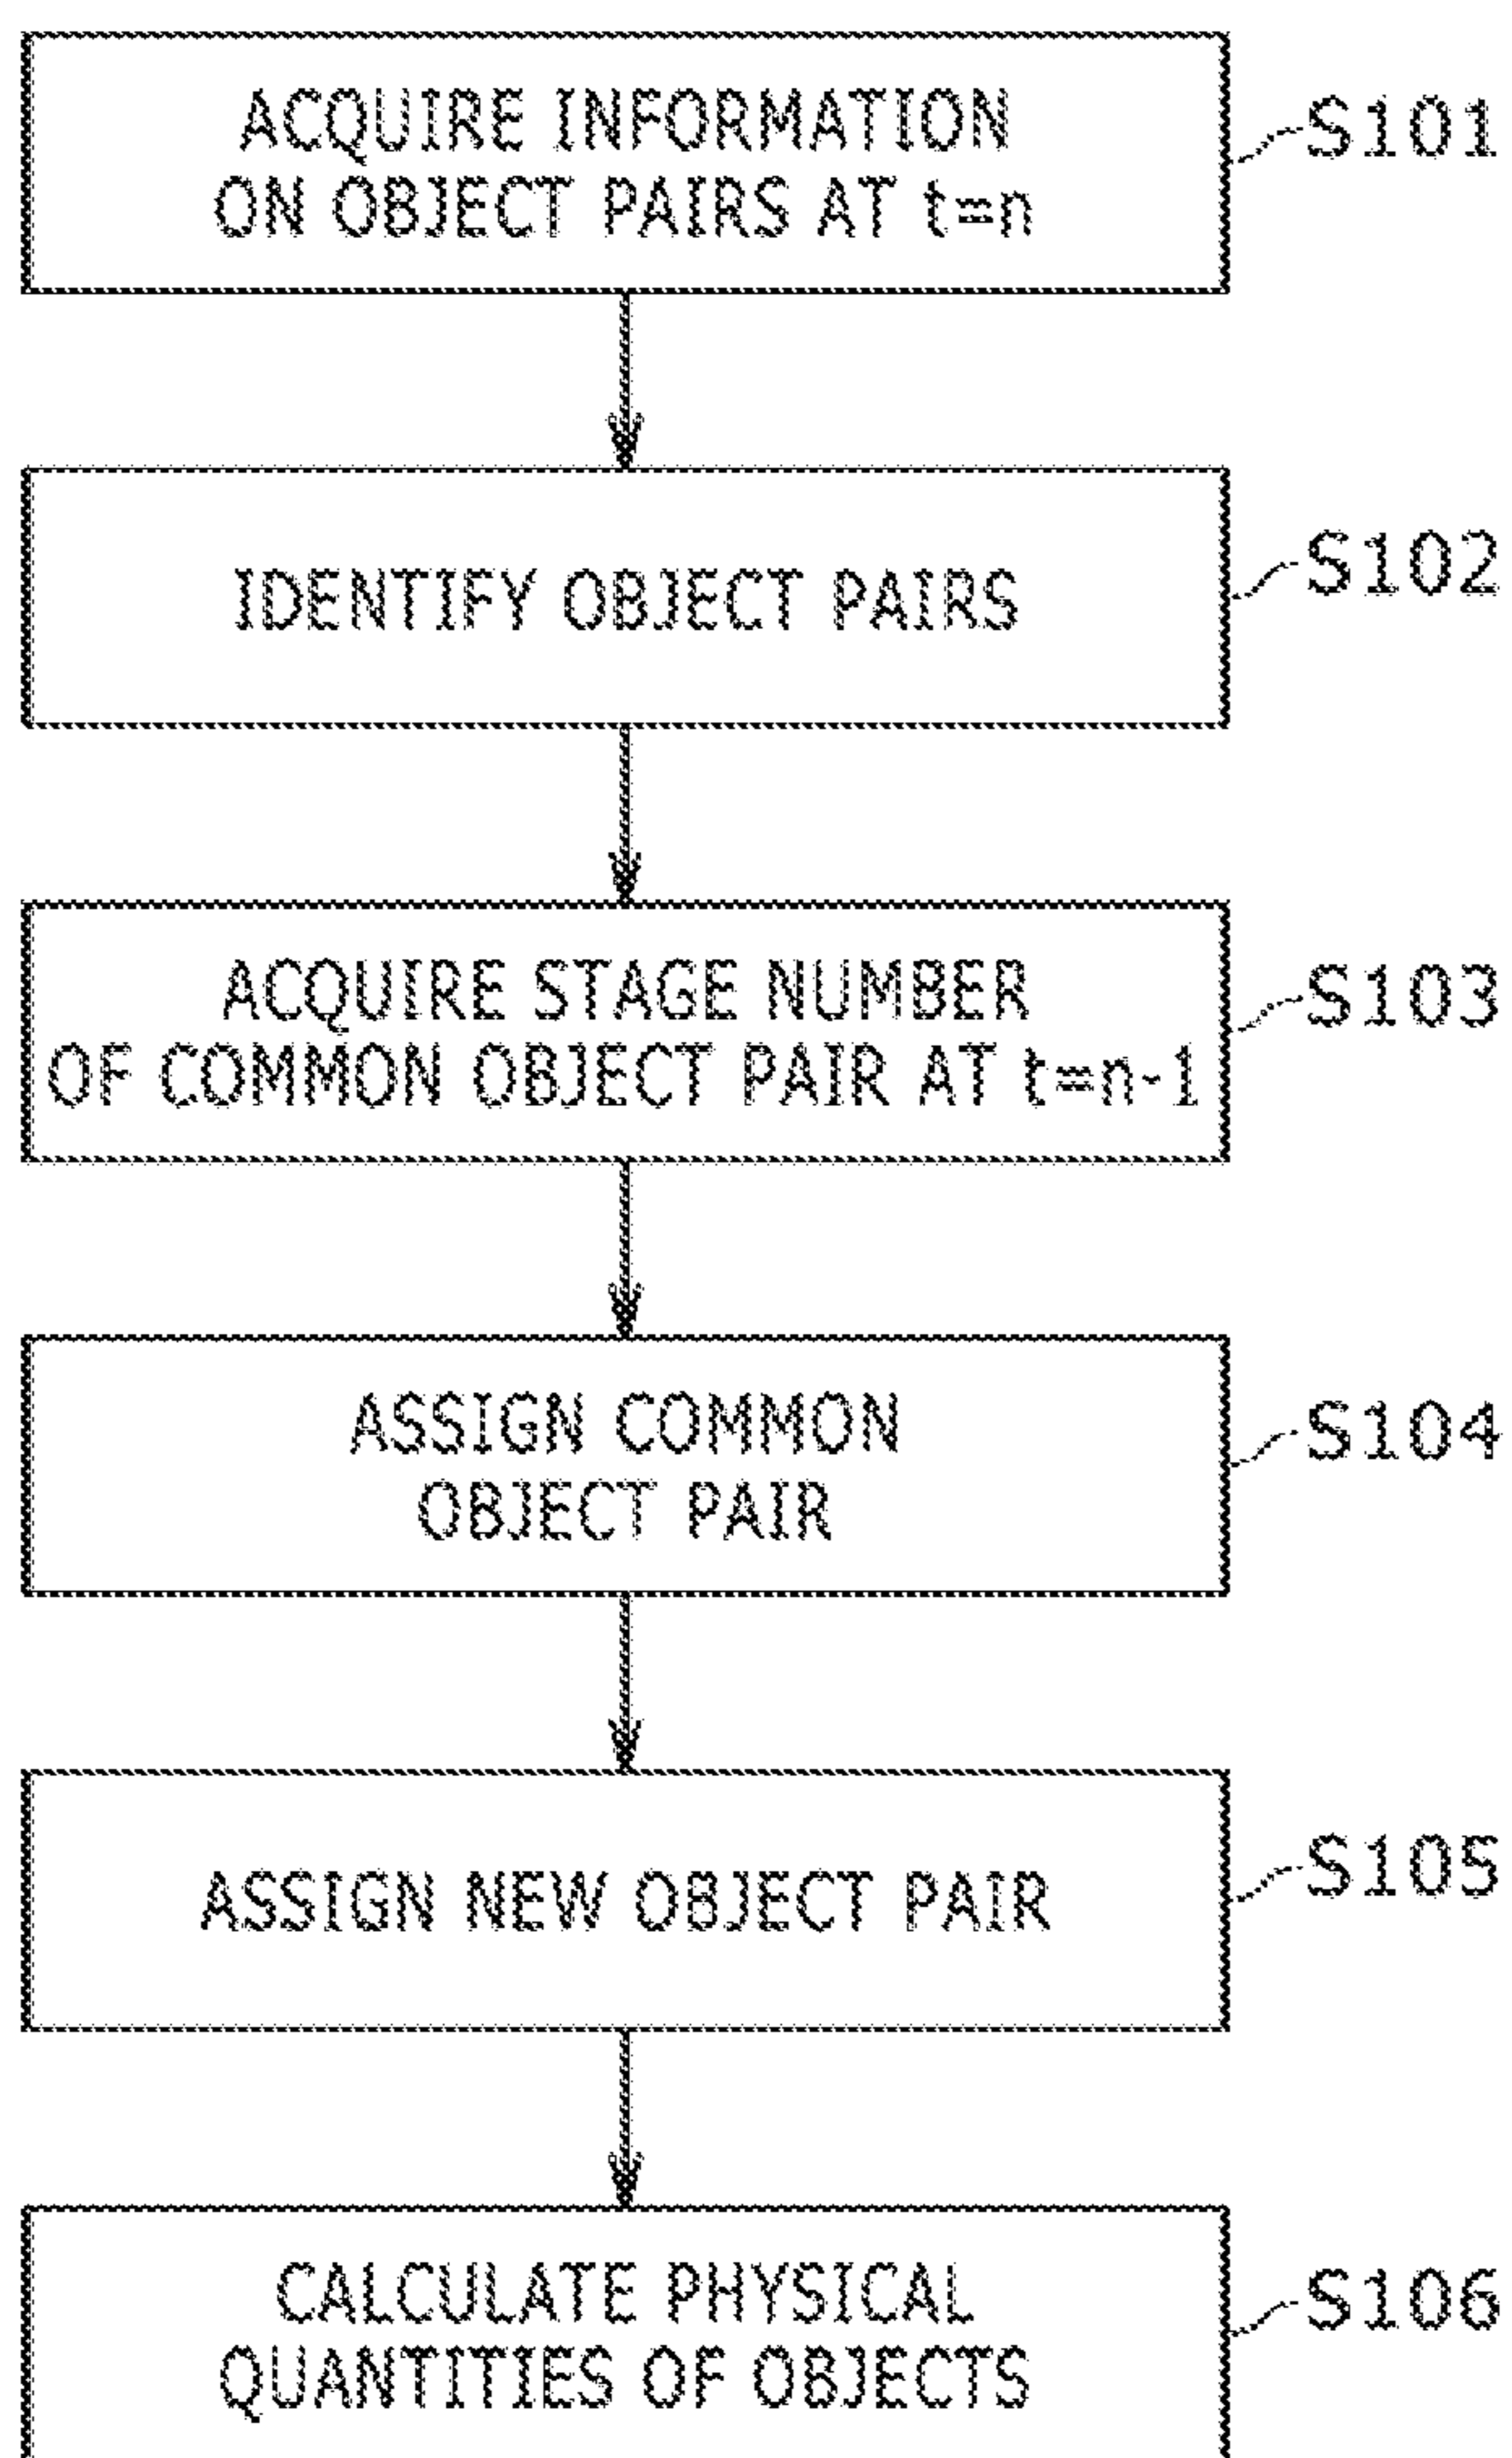 ACQUIRE INFORMATION
ON OBJECT PAIRS AT t=n
S101
IDENTIFY OBJECT PAIRS
S102
ACQUIRE STAGE NUMBER
OF COMMON OBJECT PAIR AT t=n-1
S103
ASSIGN COMMON
OBJECT PAIR
S104
ASSIGN NEW OBJECT PAIR
S105
CALCULATE PHYSICAL
QUANTITIES OF OBJECTS
S106